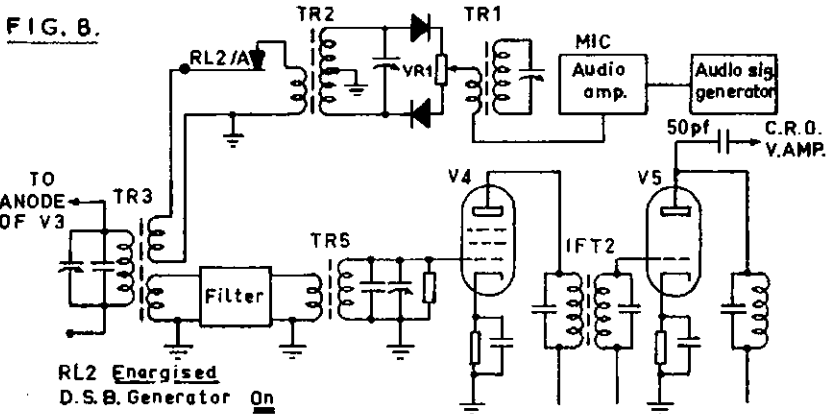 FIG. 8.
TR2
TR1
RL2/A
VR1
MIC
Audio
amp.
Audio sig.
generator
50pf
C.R.O.
V.AMP.
V4
V5
TO
ANODE
OF V3
TR3
TR5
IFT2
Filter
RL2 Energised
D.S.B. Generator On